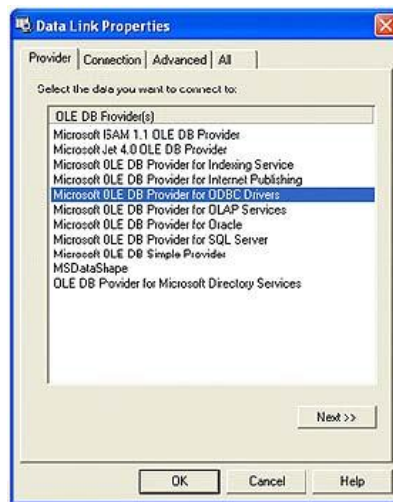 Data Link Properties
Provider Connection Advanced All
Select the data you want to connect to:
OLE DB Provider(s)
Microsoft ISAM 1.1 OLE DB Provider
Microsoft Jet 4.0 OLE DB Provider
Microsoft OLE DB Provider for Indexing Service
Microsoft OLE DB Provider for Internet Publishing
Microsoft OLE DB Provider for ODBC Drivers
Microsoft OLE DB Provider for OLAP Services
Microsoft OLE DB Provider for Oracle
Microsoft OLE DB Provider for SQL Server
Microsoft OLE DB Simple Provider
MSDataShape
OLE DB Provider for Microsoft Directory Services
Next >>
OK Cancel Help